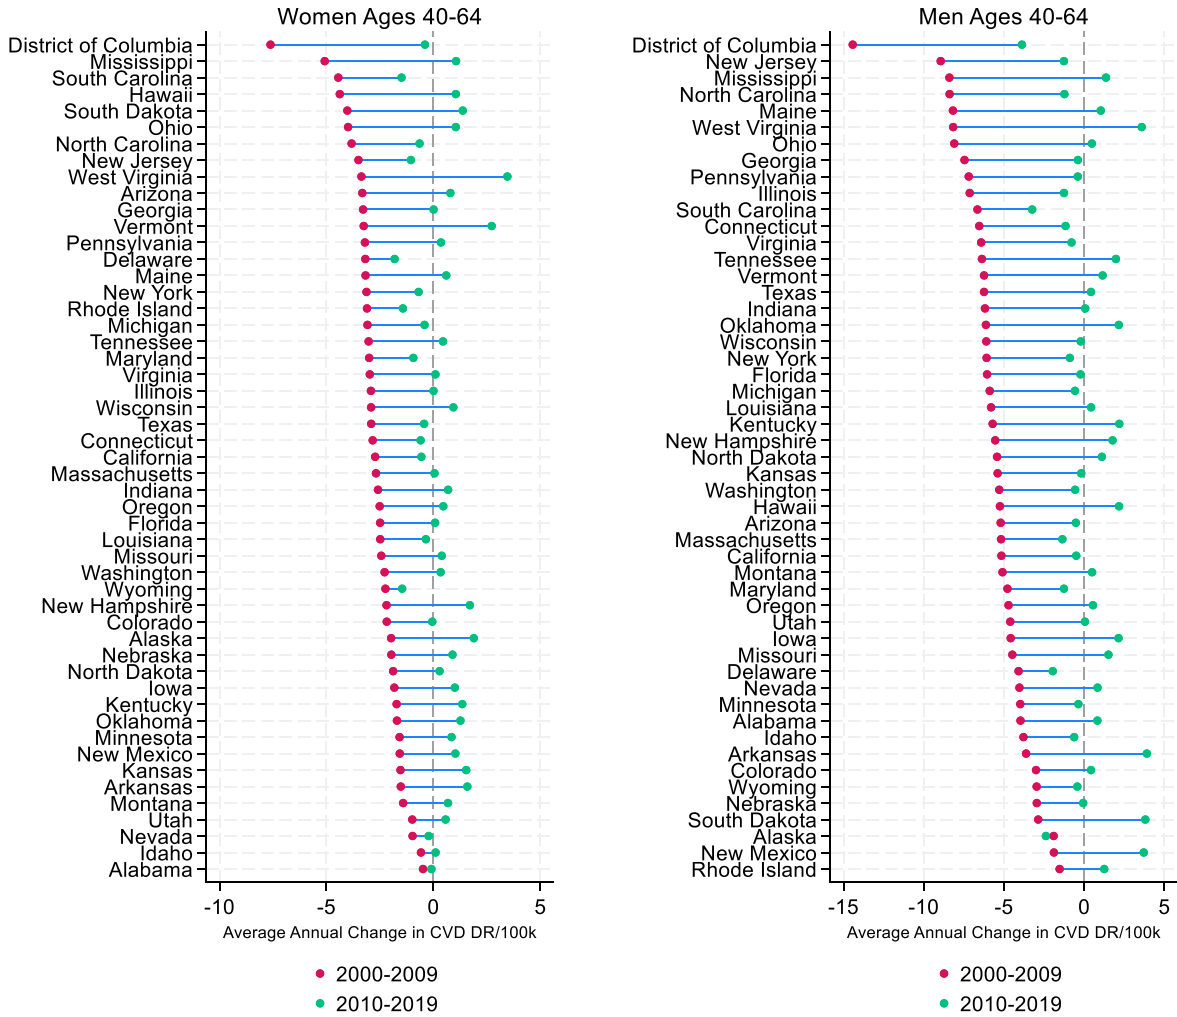 Women Ages 40-64
District of Columbia
Mississippi
South Carolina
Hawaii
South Dakota
Ohio
North Carolina
New Jersey
West Virginia
Arizona
Georgia
Vermont
Pennsylvania
Delaware
Maine
New York
Rhode Island
Michigan
Tennessee
Maryland
Virginia
Illinois
Wisconsin
Texas
Connecticut
California
Massachusetts
Indiana
Oregon
Florida
Louisiana
Missouri
Washington
Wyoming
New Hampshire
Colorado
Alaska
Nebraska
North Dakota
Iowa
Kentucky
Oklahoma
Minnesota
New Mexico
Kansas
Arkansas
Montana
Utah
Nevada
Idaho
Alabama
-10 -5 0 5
Average Annual Change in CVD DR/100k
2000-2009
2010-2019
Men Ages 40-64
District of Columbia
New Jersey
Mississippi
North Carolina
Maine
West Virginia
Ohio
Georgia
Pennsylvania
Illinois
South Carolina
Connecticut
Virginia
Tennessee
Vermont
Texas
Indiana
Oklahoma
Wisconsin
New York
Florida
Michigan
Louisiana
Kentucky
New Hampshire
North Dakota
Kansas
Washington
Hawaii
Arizona
Massachusetts
California
Montana
Maryland
Oregon
Utah
Iowa
Missouri
Delaware
Nevada
Minnesota
Alabama
Idaho
Arkansas
Colorado
Wyoming
Nebraska
South Dakota
Alaska
New Mexico
Rhode Island
-15 -10 -5 0 5
Average Annual Change in CVD DR/100k
2000-2009
2010-2019